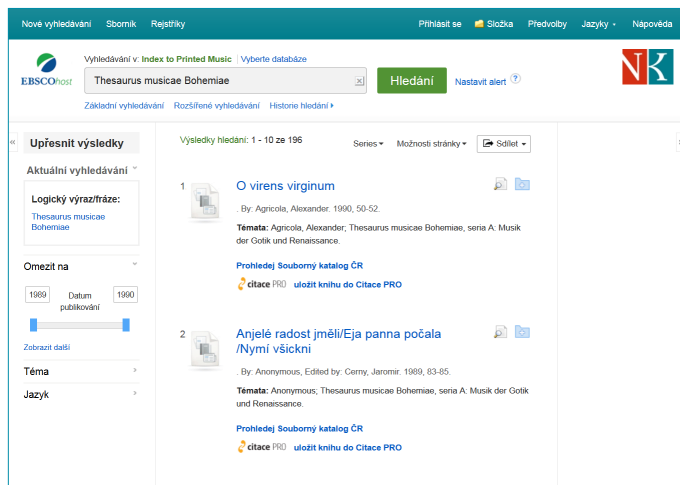 Nové vyhledávání Sborník Rejstříky Přihlásit se Složka Předvolby Jazyky Nápověda
Vyhledávání v: Index to Printed Music Vyberte databáze
EBSCOhost
Thesaurus musicae Bohemiae Hledání Nastavit alert ?
NK
Základní vyhledávání Rozšířené vyhledávání Historie hledání
« Upřesnit výsledky
Výsledky hledání: 1 - 10 ze 196 Series Možnosti stránky Sdílet
Aktuální vyhledávání
Logický výraz/fráze:
Thesaurus musicae
Bohemiae
Omezit na
1989 Datum publikování 1990
Zobrazit další
Téma
Jazyk
1 O virens virginum
. By: Agricola, Alexander. 1990, 50-52.
Témata: Agricola, Alexander; Thesaurus musicae Bohemiae, seria A: Musik
der Gotik und Renaissance.
Prohledej Souborný katalog ČR
citace PRO uložit knihu do Citace PRO
2 Anjelé radost jměli/Eja panna počala
/Nymí všickni
. By: Anonymous, Edited by: Cerny, Jaromir. 1989, 83-85.
Témata: Anonymous; Thesaurus musicae Bohemiae, seria A: Musik der Gotik
und Renaissance.
Prohledej Souborný katalog ČR
citace PRO uložit knihu do Citace PRO